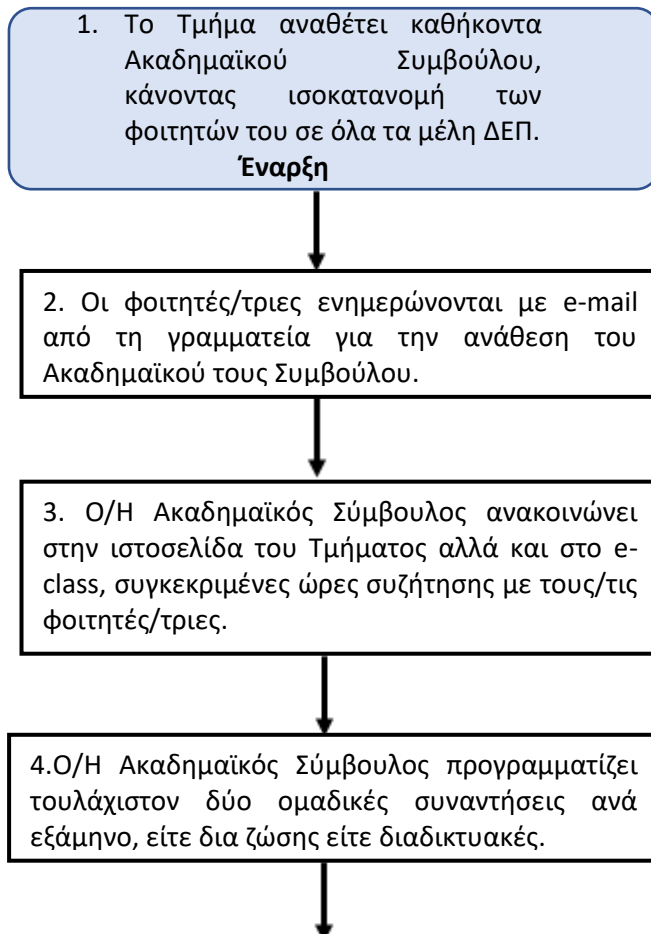 1. Το Τμήμα αναθέτει καθήκοντα
Ακαδημαϊκού Συμβούλου,
κάνοντας ισοκατανομή των
φοιτητών του σε όλα τα μέλη ΔΕΠ.
Έναρξη
2. Οι φοιτητές/τριες ενημερώνονται με e-mail
από τη γραμματεία για την ανάθεση του
Ακαδημαϊκού τους Συμβούλου.
3. Ο/Η Ακαδημαϊκός Σύμβουλος ανακοινώνει
στην ιστοσελίδα του Τμήματος αλλά και στο e-
class, συγκεκριμένες ώρες συζήτησης με τους/τις
φοιτητές/τριες.
4.Ο/Η Ακαδημαϊκός Σύμβουλος προγραμματίζει
τουλάχιστον δύο ομαδικές συναντήσεις ανά
εξάμηνο, είτε δια ζώσης είτε διαδικτυακές.